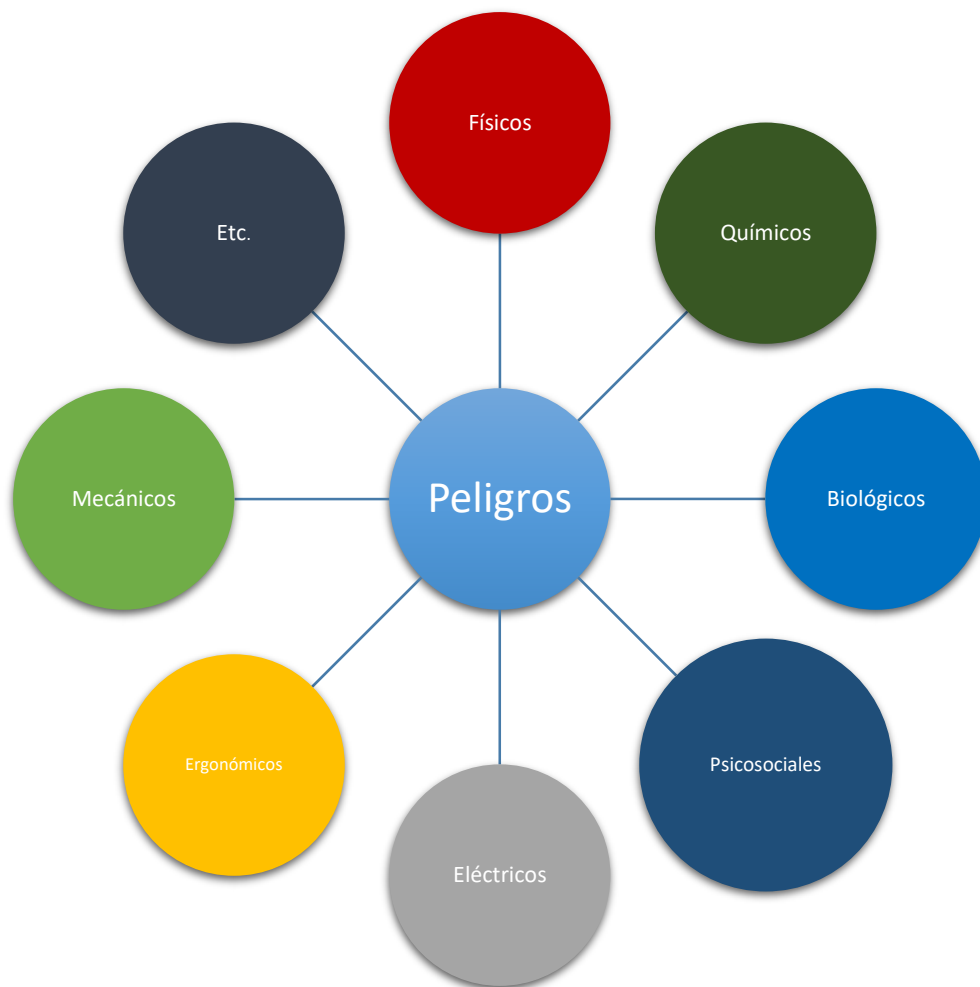 Físicos
Etc.
Químicos
Mecánicos
Peligros
Biológicos
Ergonómicos
Psicosociales
Eléctricos